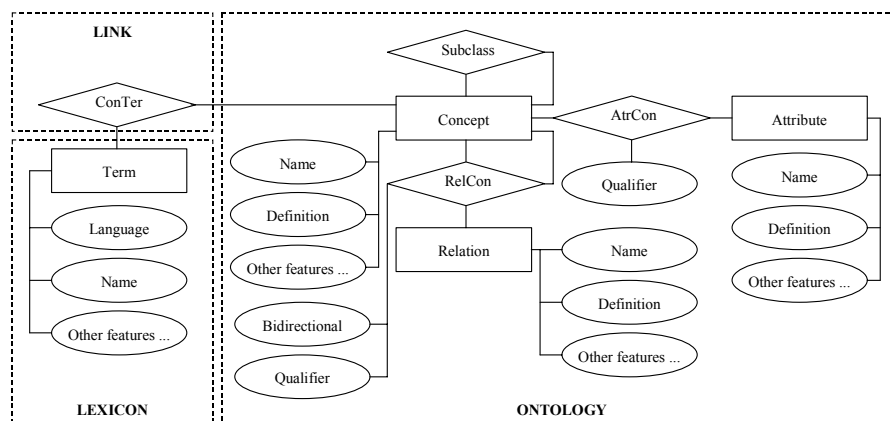 LINK
Subclass
ConTer
Concept
AtrCon
Attribute
Term
Name
RelCon
Qualifier
Name
Language
Definition
Relation
Name
Definition
Name
Other features ...
Definition
Other features ...
Other features ...
Bidirectional
Other features ...
Qualifier
LEXICON
ONTOLOGY